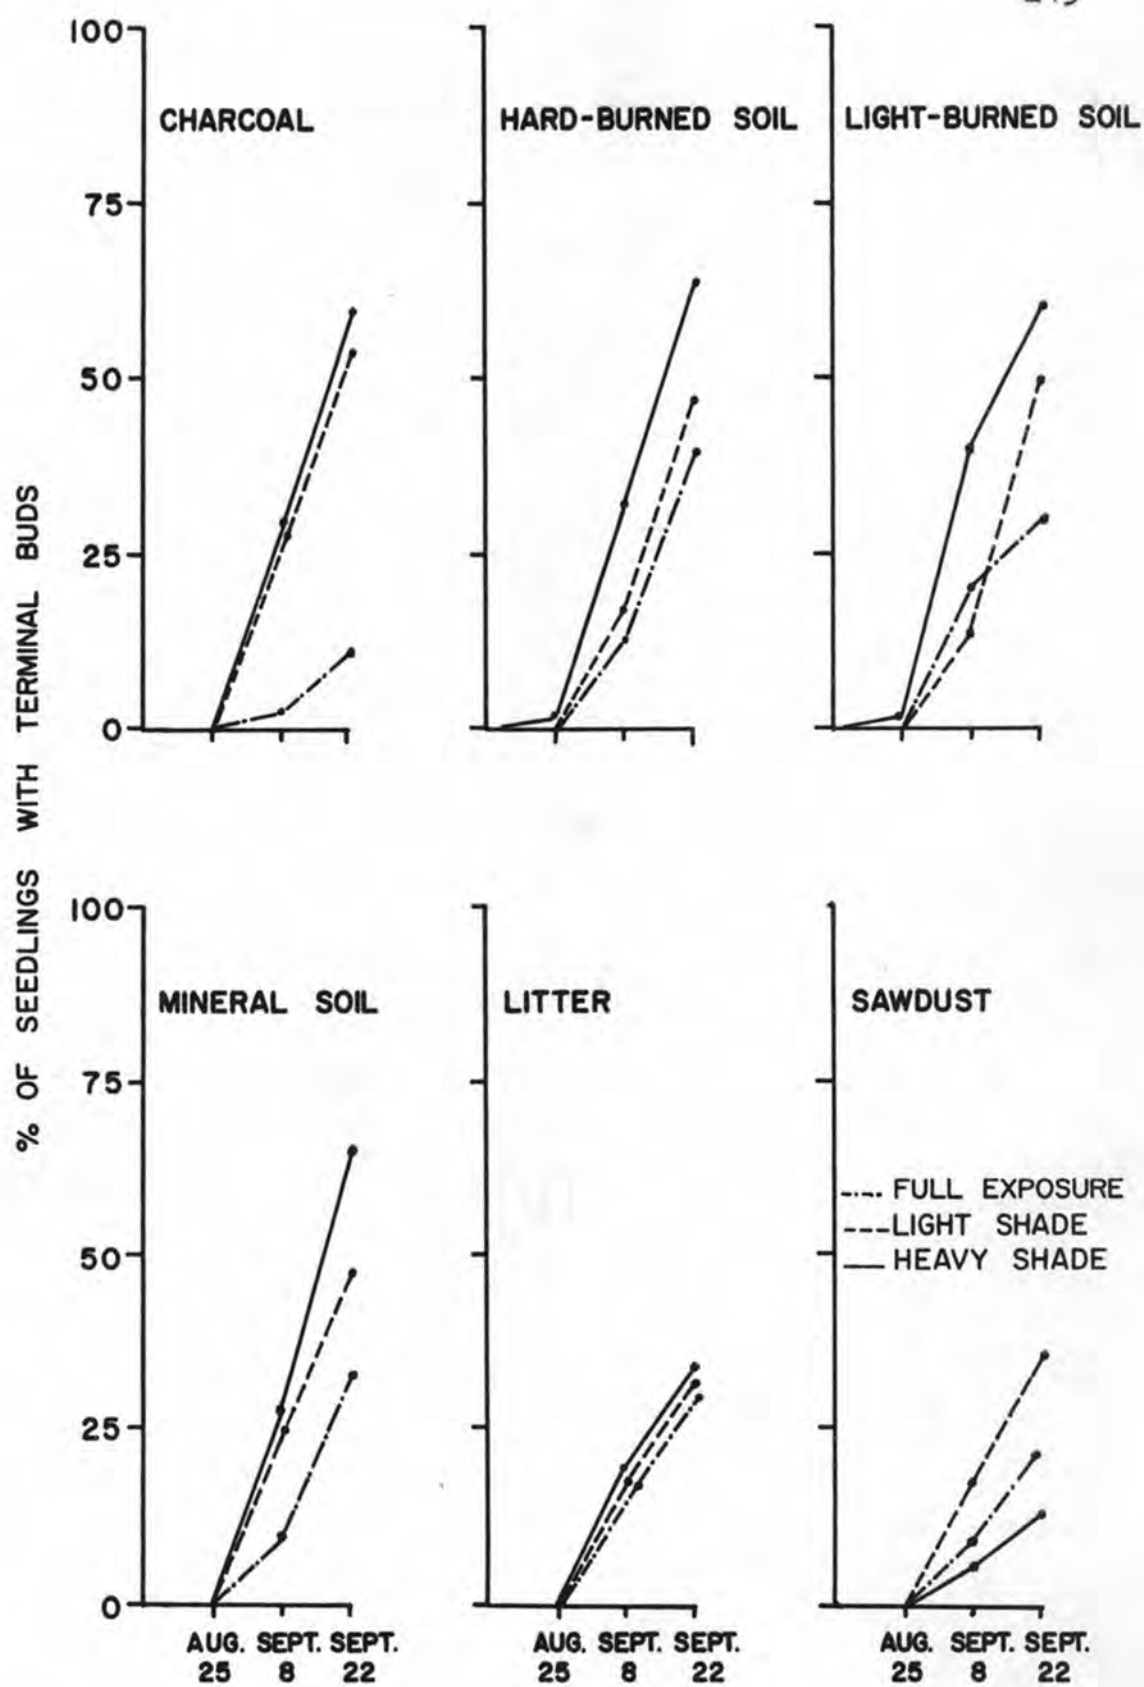 100
75
50
25
0
CHARCOAL
HARD-BURNED SOIL
LIGHT-BURNED SOIL
% OF SEEDLINGS WITH TERMINAL BUDS
100
75
50
25
0
MINERAL SOIL
LITTER
SAWDUST
FULL EXPOSURE
LIGHT SHADE
HEAVY SHADE
AUG. SEPT. SEPT.
25 8 22
AUG. SEPT. SEPT.
25 8 22
AUG. SEPT. SEPT.
25 8 22